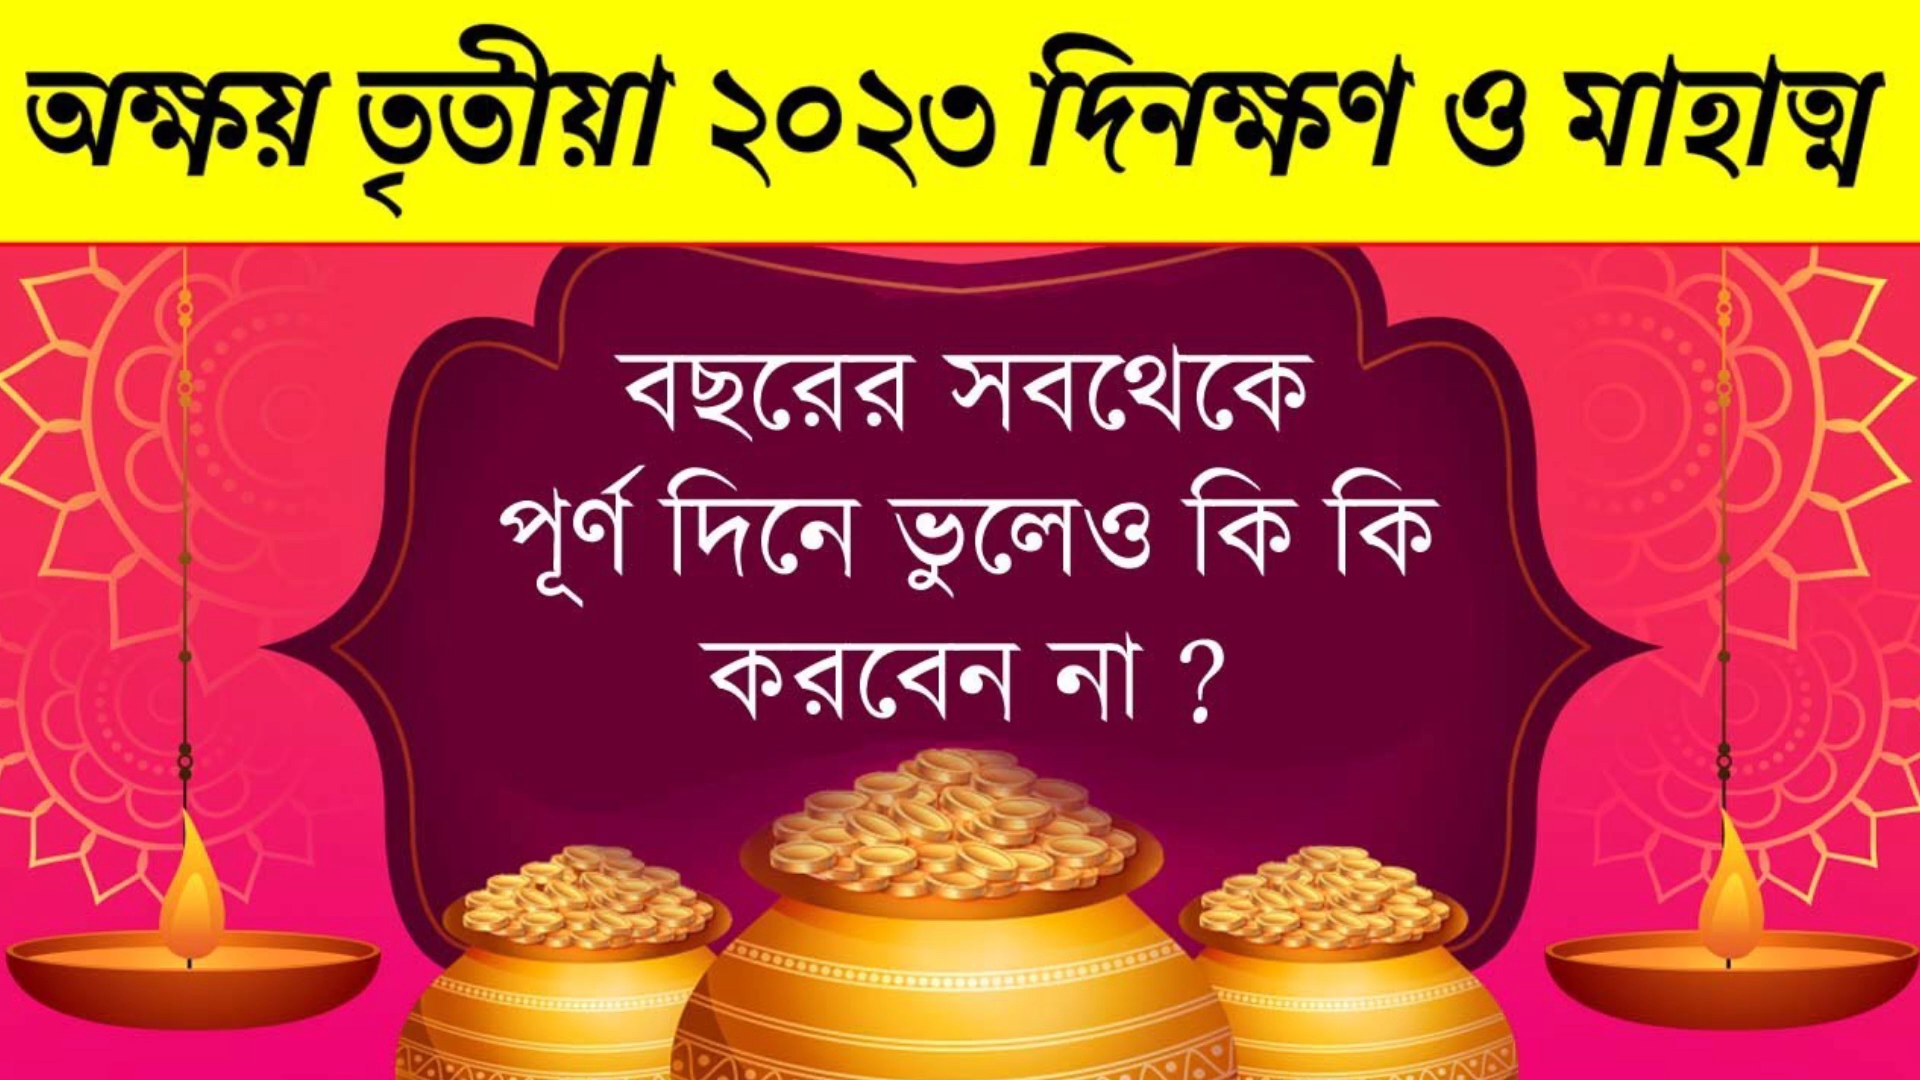 অক্ষয় তৃতীয়া ২০২৩ দিনক্ষণ ও মাহাত্ম
বছরের সবথেকে
পূর্ণ দিনে ভুলেও কি কি
করবেন না ?